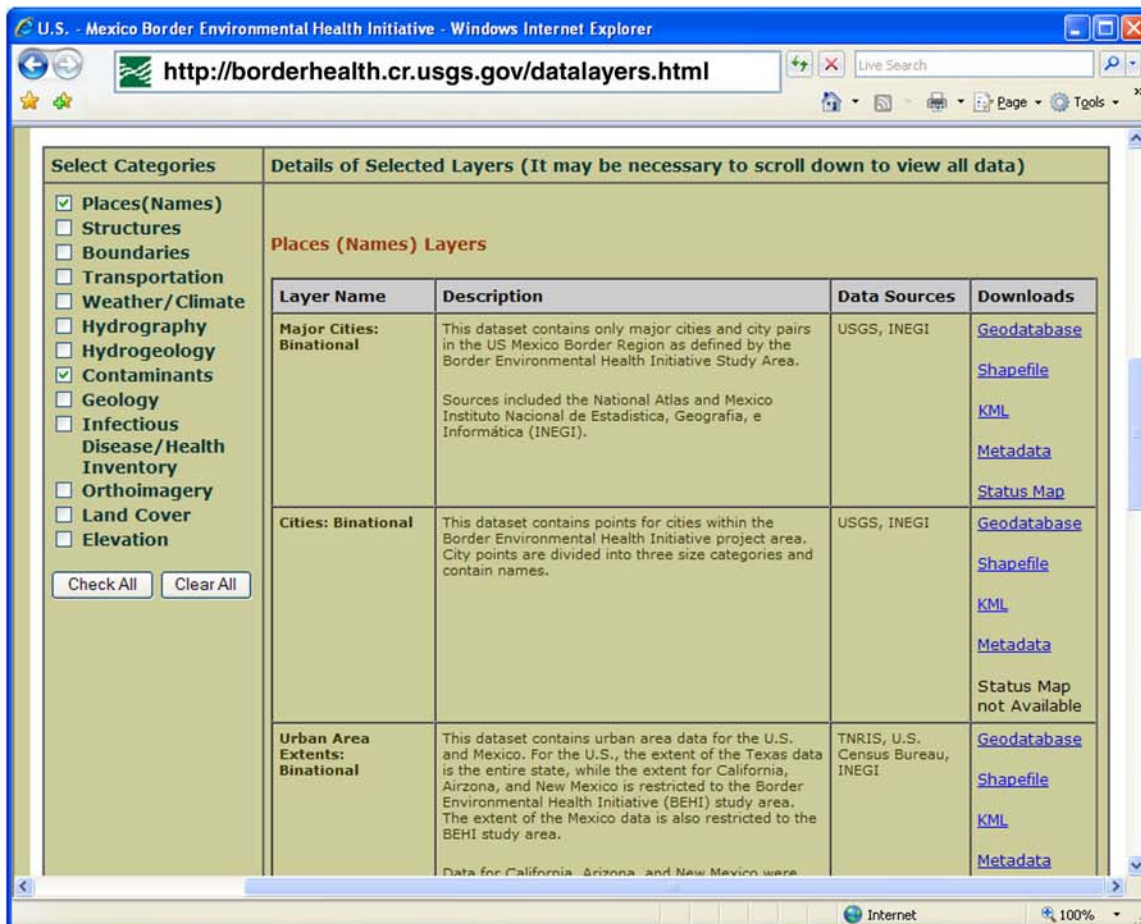 U.S. - Mexico Border Environmental Health Initiative - Windows Internet Explorer
http://borderhealth.cr.usgs.gov/datalayers.html
Live Search
Page
Tools
»
Select Categories
Places(Names)
Structures
Boundaries
Transportation
Weather/Climate
Hydrography
Hydrogeology
Contaminants
Geology
Infectious
Disease/Health
Inventory
Orthoimagery
Land Cover
Elevation
Check All
Clear All
Details of Selected Layers (It may be necessary to scroll down to view all data)
Places (Names) Layers
Layer Name
Description
Data Sources
Downloads
Major Cities:
Binational
This dataset contains only major cities and city pairs
in the US Mexico Border Region as defined by the
Border Environmental Health Initiative Study Area.
Sources included the National Atlas and Mexico
Instituto Nacional de Estadistica, Geografia, e
Informática (INEGI).
USGS, INEGI
Geodatabase
Shapefile
KML
Metadata
Status Map
Cities: Binational
This dataset contains points for cities within the
Border Environmental Health Initiative project area.
City points are divided into three size categories and
contain names.
USGS, INEGI
Geodatabase
Shapefile
KML
Metadata
Status Map
not Available
Urban Area
Extents:
Binational
This dataset contains urban area data for the U.S.
and Mexico. For the U.S., the extent of the Texas data
is the entire state, while the extent for California,
Airzona, and New Mexico is restricted to the Border
Environmental Health Initiative (BEHI) study area.
The extent of the Mexico data is also restricted to the
BEHI study area.
Data for California, Arizona, and New Mexico were
TNRIS, U.S.
Census Bureau,
INEGI
Geodatabase
Shapefile
KML
Metadata
Internet
100%